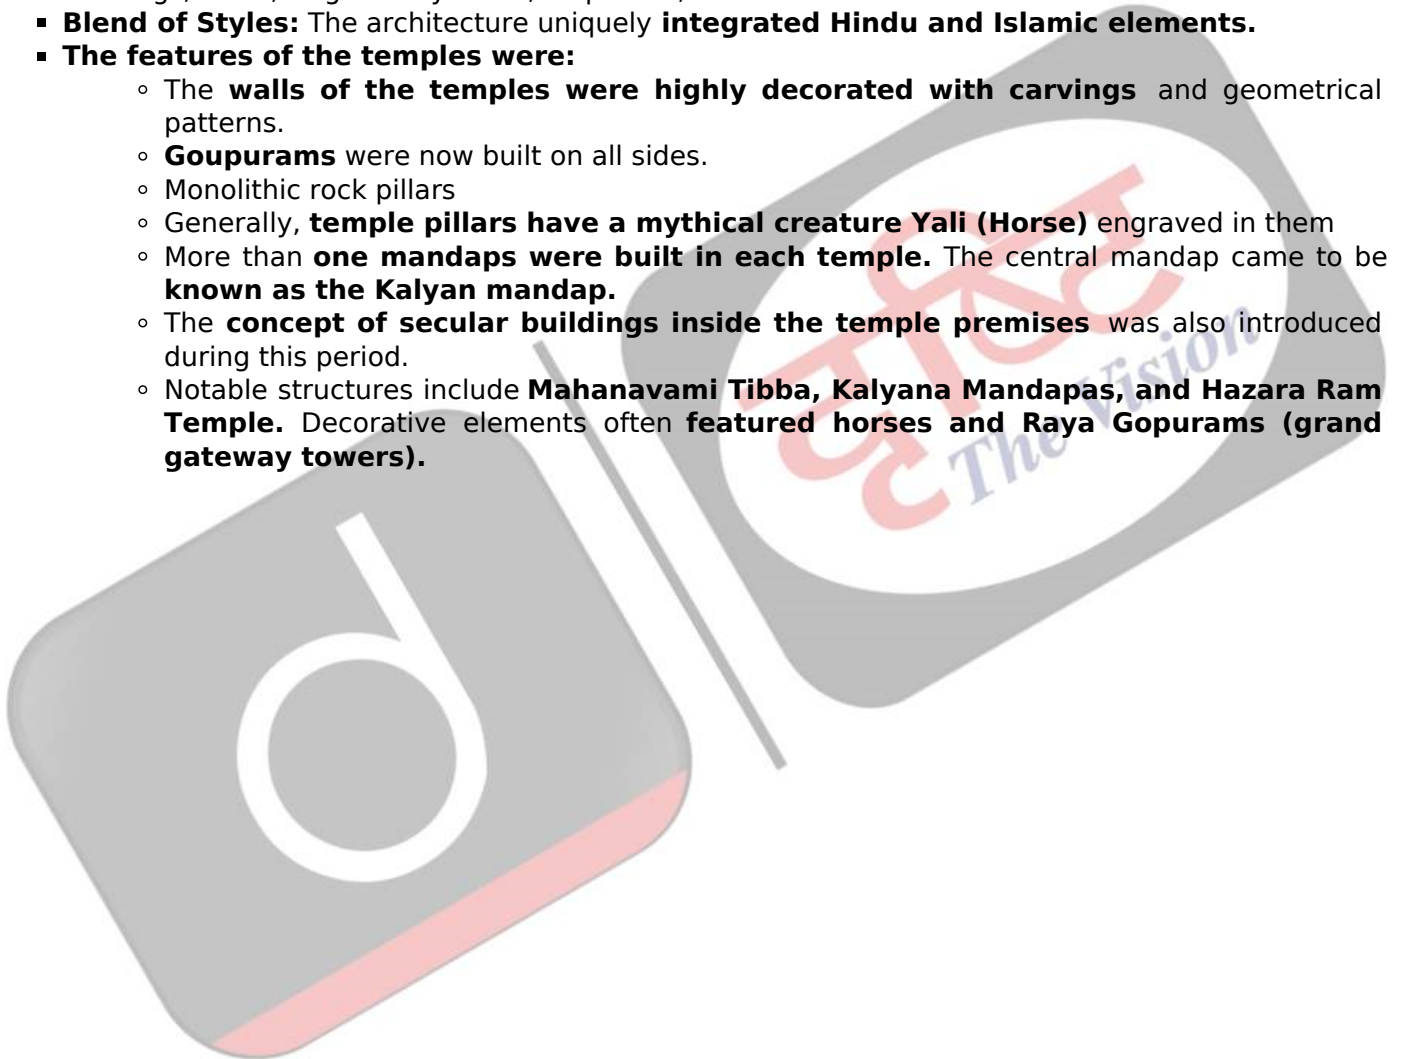 ▪ Blend of Styles: The architecture uniquely integrated Hindu and Islamic elements.
▪ The features of the temples were:
◦ The walls of the temples were highly decorated with carvings and geometrical
patterns.
◦ Goupurams were now built on all sides.
◦ Monolithic rock pillars
◦ Generally, temple pillars have a mythical creature Yali (Horse) engraved in them
◦ More than one mandaps were built in each temple. The central mandap came to be
known as the Kalyan mandap.
◦ The concept of secular buildings inside the temple premises was also introduced
during this period.
◦ Notable structures include Mahanavami Tibba, Kalyana Mandapas, and Hazara Ram
Temple. Decorative elements often featured horses and Raya Gopurams (grand
gateway towers).
दृष्टि
The Vision
d